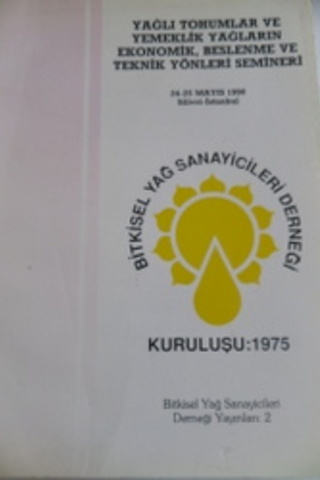 YAĞLI TOHUMLAR VE
YEMEKLİK YAĞLARIN
EKONOMİK, BESLENME VE
TEKNİK YÖNLERİ SEMİNERİ
MAYIS
BİTKİSEL YAĞ SANAYİCİLERİ DERNEĞİ
KURULUŞU:1975
Bitkisel Yağ Sanayicileri
Derneği Yayınları: 2